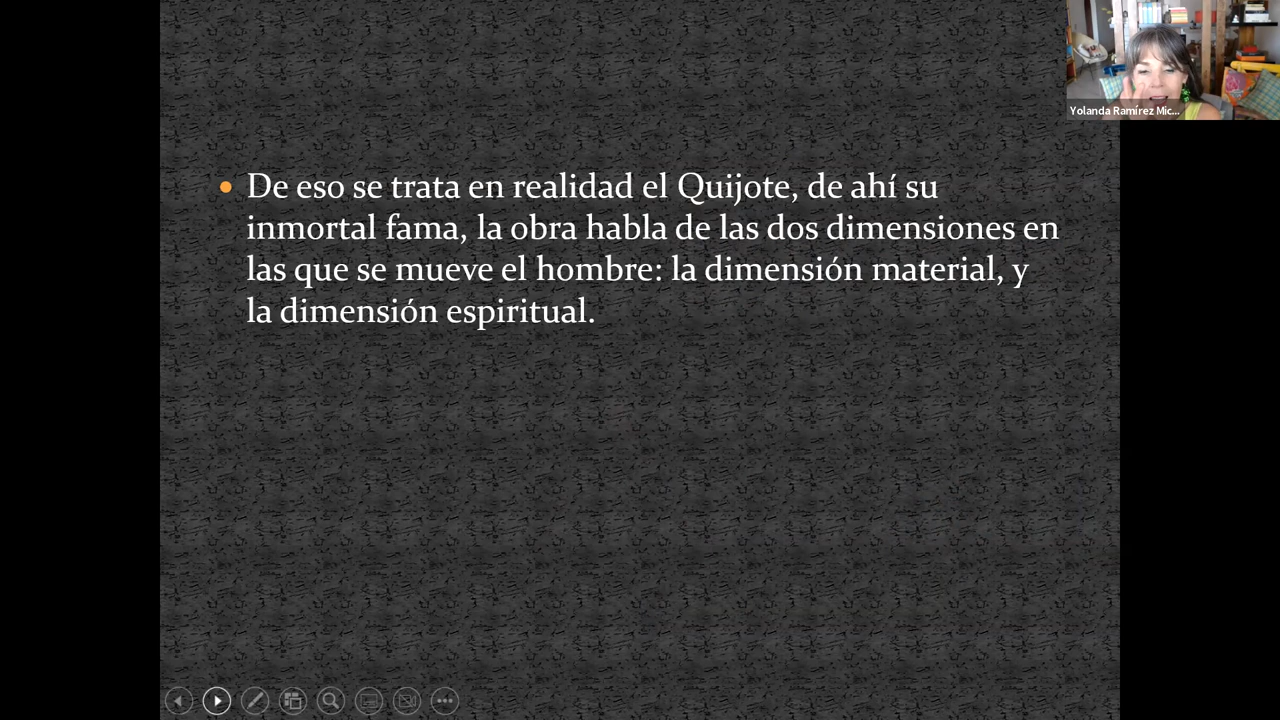 Yolanda Ramírez Mic...
De eso se trata en realidad el Quijote, de ahí su
inmortal fama, la obra habla de las dos dimensiones en
las que se mueve el hombre: la dimensión material, y
la dimensión espiritual.